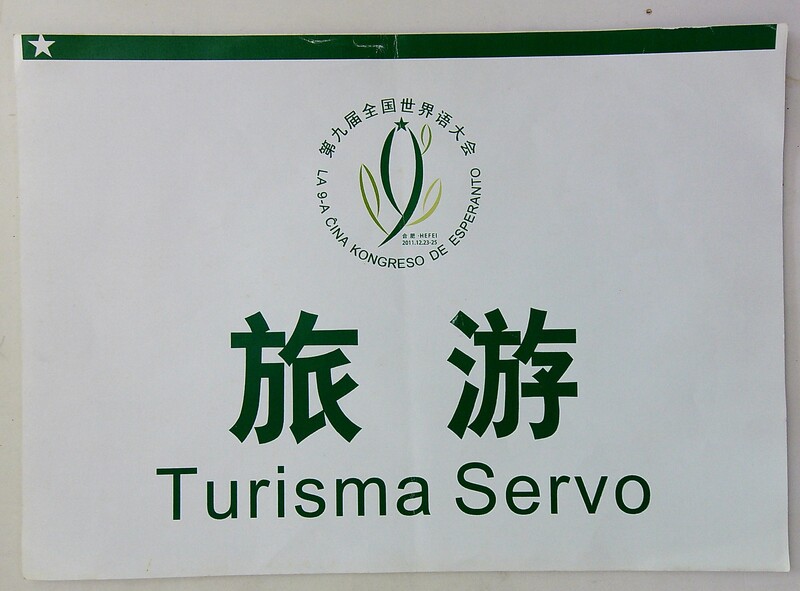 第九届全国世界语大会
LA 9-A ĈINA KONGRESO DE ESPERANTO
合肥·HEFEI
2011.12.23-25
旅 游
Turisma Servo